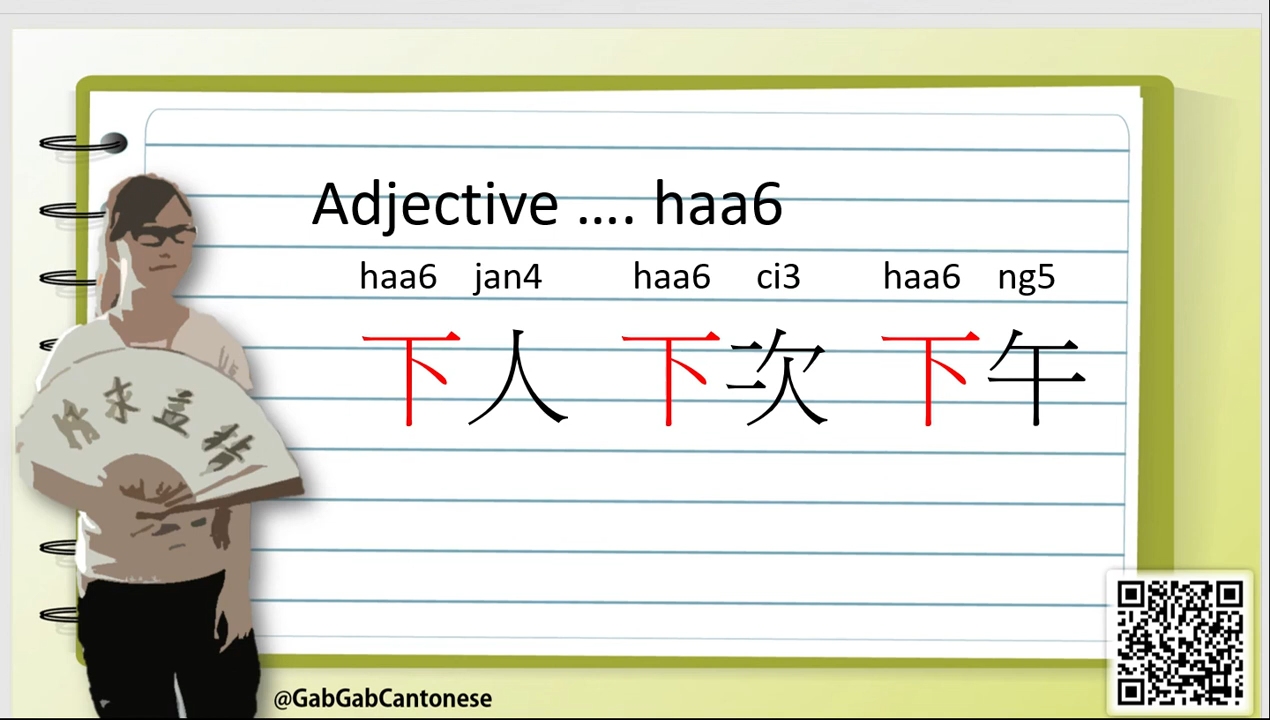 Adjective .... haa6
haa6 jan4 haa6 ci3 haa6 ng5
下人 下次 下午
@GabGabCantonese